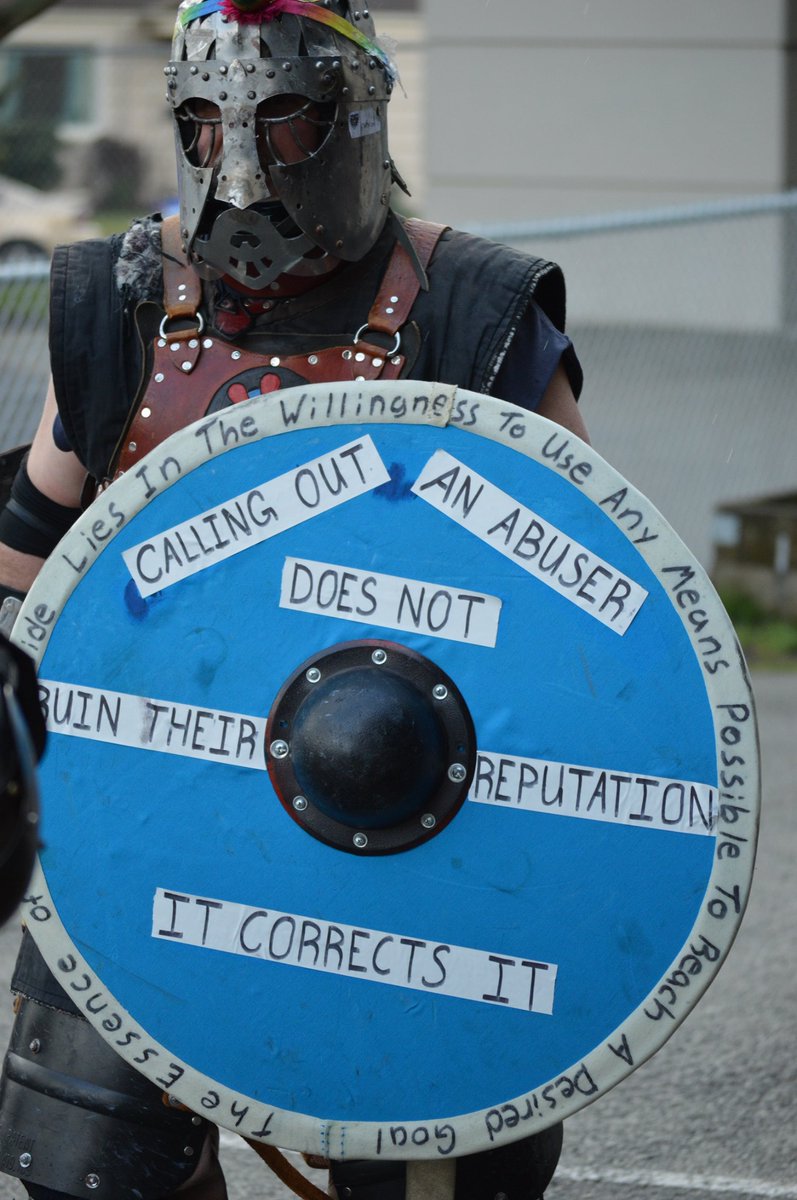 CALLING OUT
AN ABUSER
DOES NOT
RUIN THEIR
REPUTATION
IT CORRECTS IT
The Essence of Lies In The Willingness To Use Any Means Possible To Reach A Desired Goal